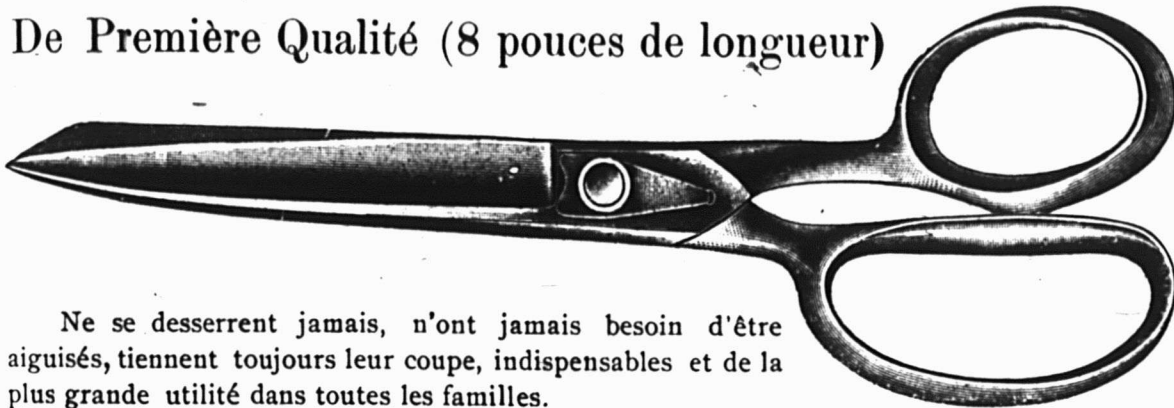 De Première Qualité (8 pouces de longueur)
Ne se desserrent jamais, n'ont jamais besoin d'être
aiguisés, tiennent toujours leur coupe, indispensables et de la
plus grande utilité dans toutes les familles.